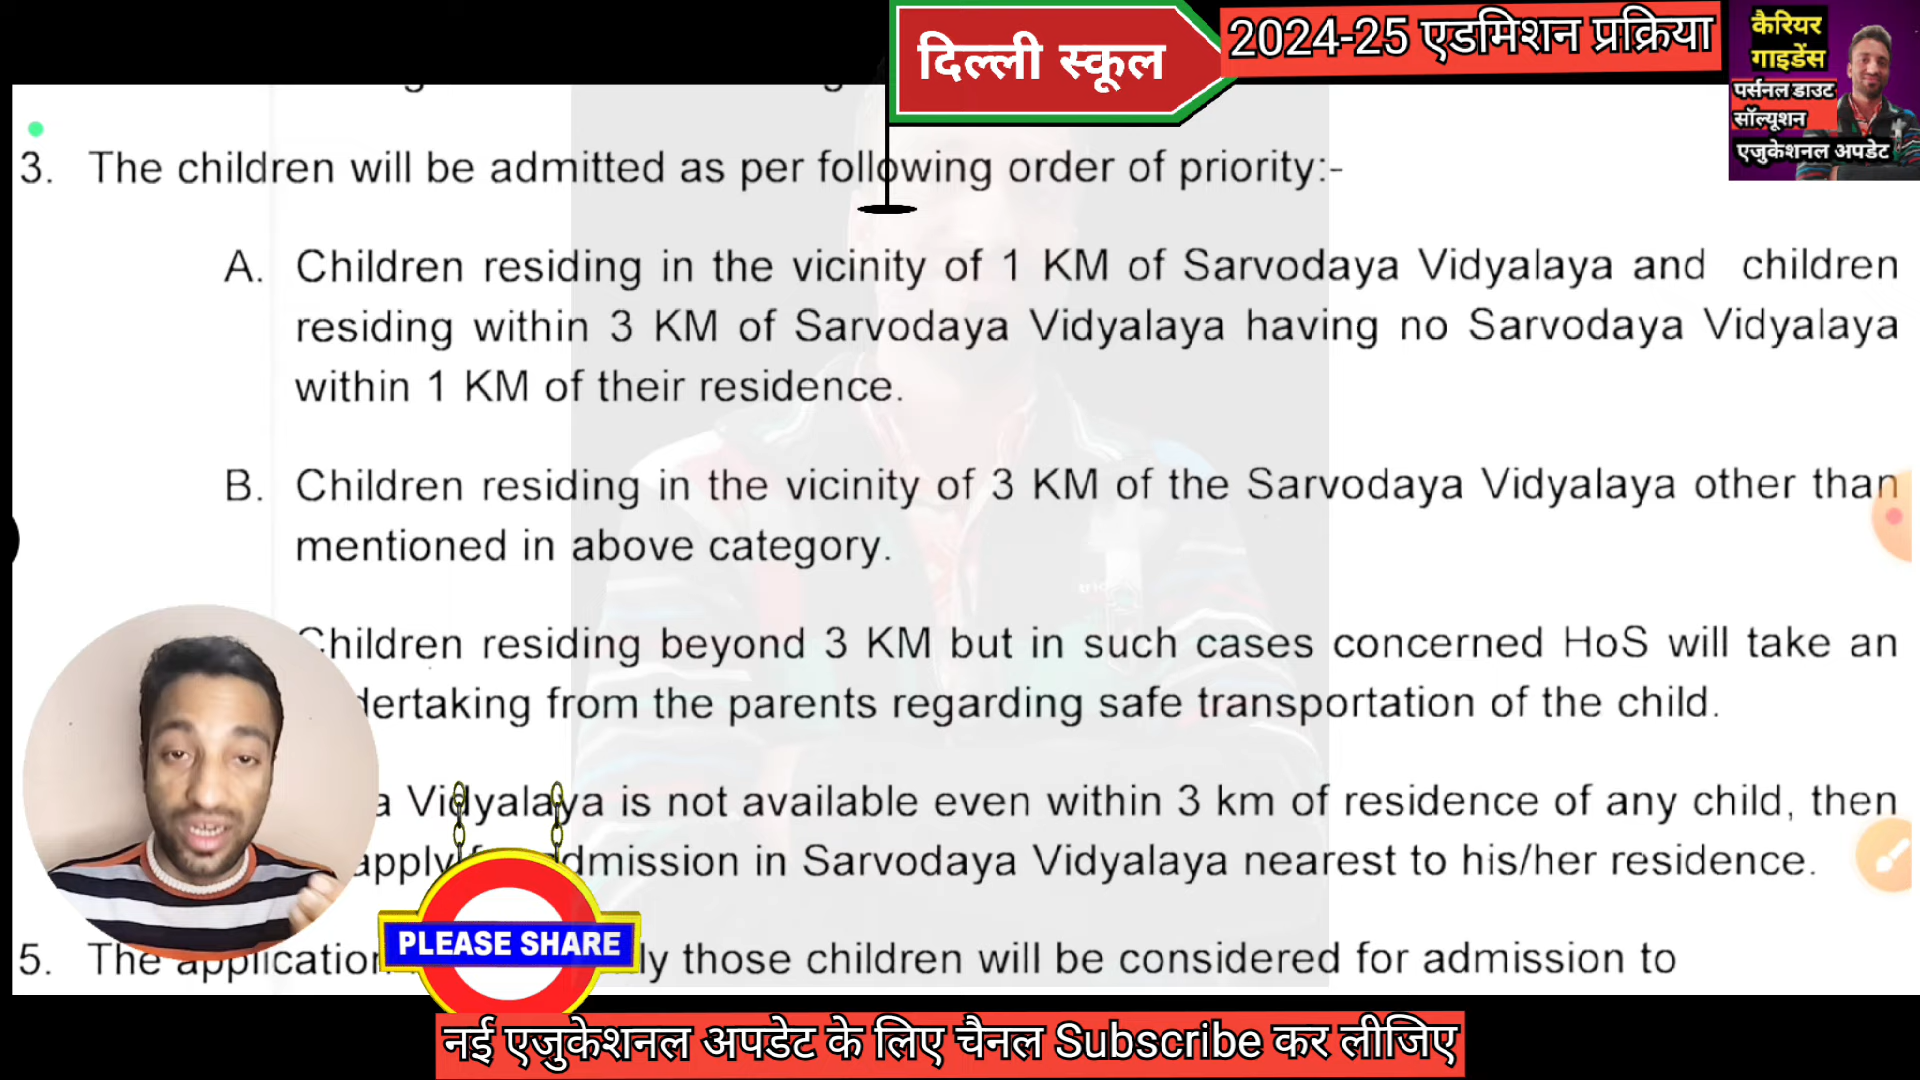 दिल्ली स्कूल
2024-25 एडमिशन प्रक्रिया
कैरियर
गाइडेंस
पर्सनल डाउट
सॉल्यूशन
एजुकेशनल अपडेट
3. The children will be admitted as per following order of priority:-
A. Children residing in the vicinity of 1 KM of Sarvodaya Vidyalaya and children
residing within 3 KM of Sarvodaya Vidyalaya having no Sarvodaya Vidyalaya
within 1 KM of their residence.
B. Children residing in the vicinity of 3 KM of the Sarvodaya Vidyalaya other than
mentioned in above category.
Children residing beyond 3 KM but in such cases concerned HoS will take an
dertaking from the parents regarding safe transportation of the child.
a Vidyalaya is not available even within 3 km of residence of any child, then
apply admission in Sarvodaya Vidyalaya nearest to his/her residence.
5. The application ly those children will be considered for admission to
PLEASE SHARE
नई एजुकेशनल अपडेट के लिए चैनल Subscribe कर लीजिए